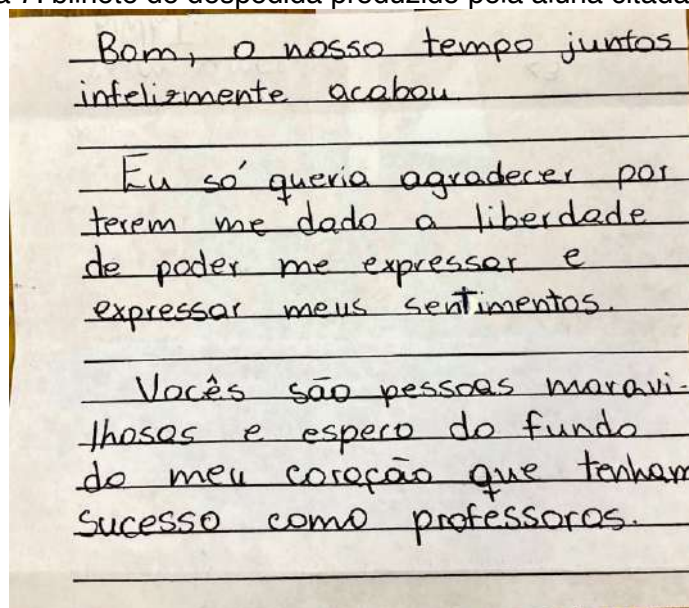 bilhete de despedida produzido pela aluna citada
Bom, o nosso tempo juntos
infelizmente acabou
Eu só queria agradecer por
terem me dado a liberdade
de poder me expressar e
expressar meus sentimentos.
Vocês são pessoas maravi-
lhosas e espero do fundo
do meu coração que tenham
sucesso como professoras.